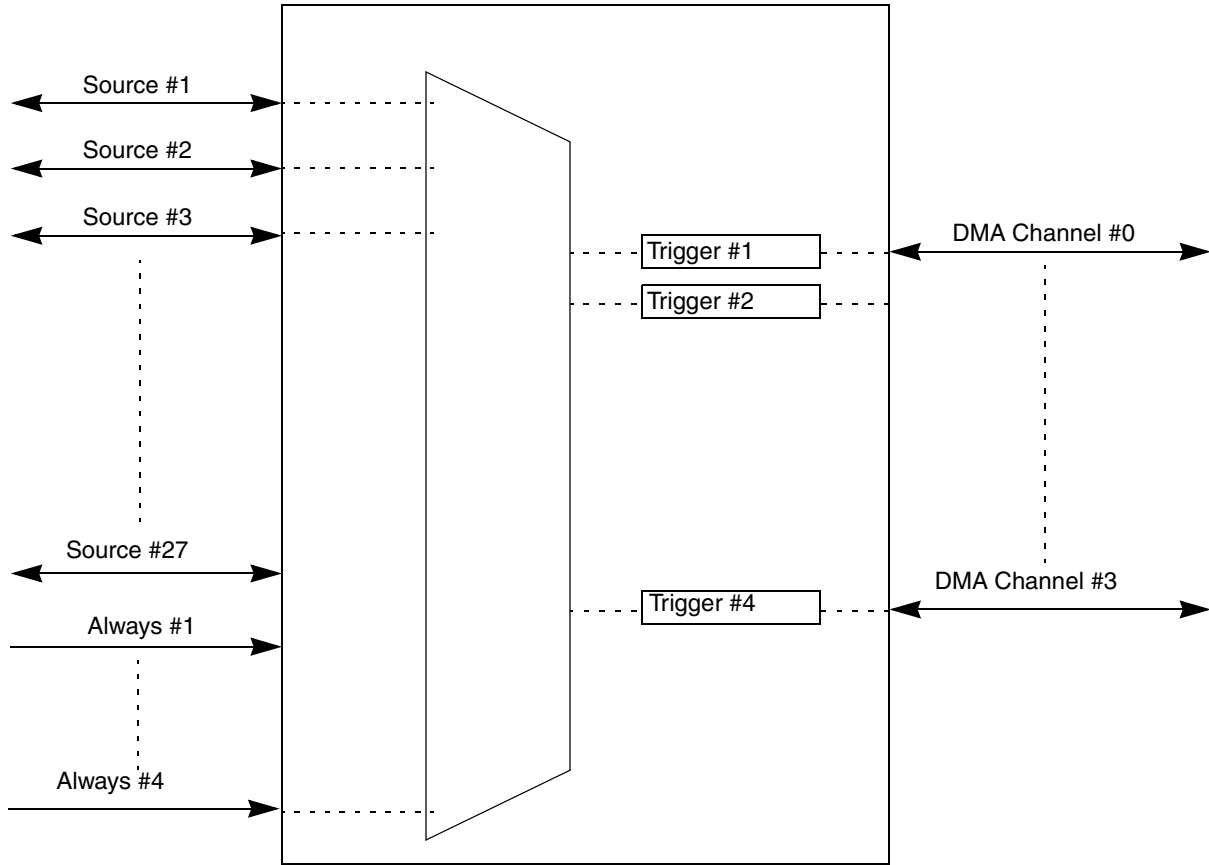 Source #1
Source #2
Source #3
Source #27
Always #1
Always #4
Trigger #1
Trigger #2
Trigger #4
DMA Channel #0
DMA Channel #3